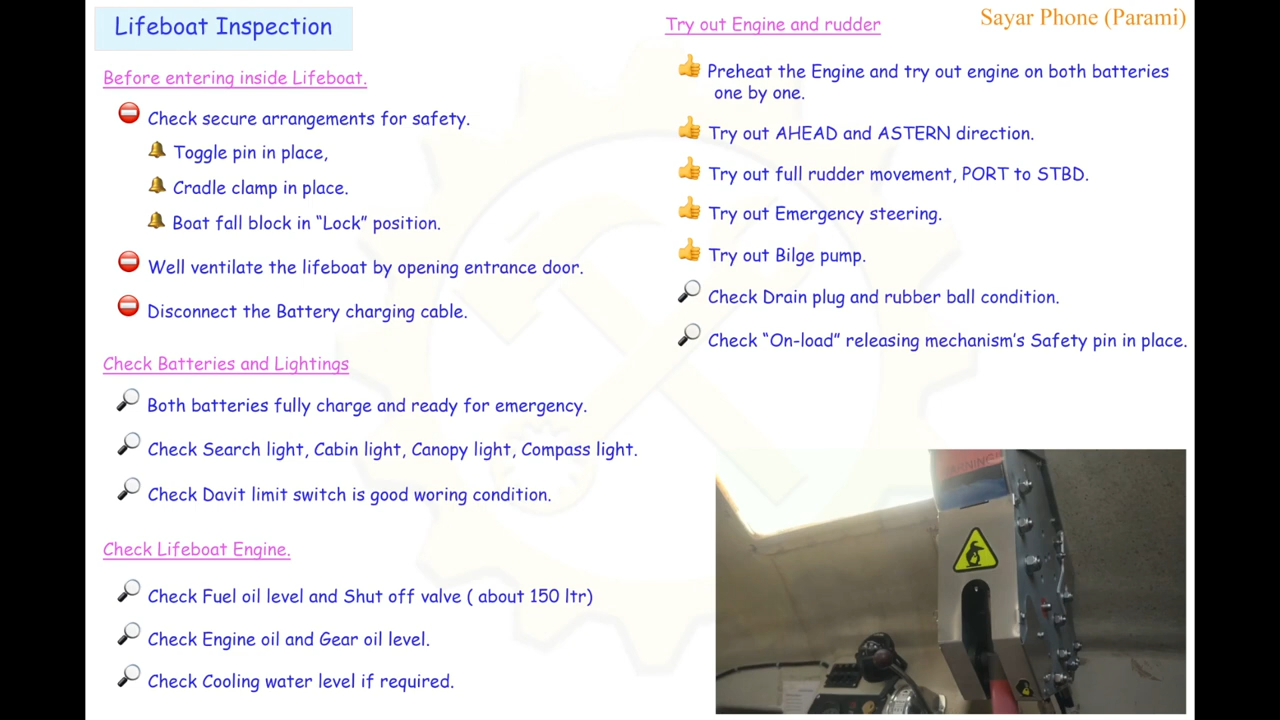 Lifeboat Inspection
Before entering inside Lifeboat.
Check secure arrangements for safety.
Toggle pin in place,
Cradle clamp in place.
Boat fall block in “Lock” position.
Well ventilate the lifeboat by opening entrance door.
Disconnect the Battery charging cable.
Check Batteries and Lightings
Both batteries fully charge and ready for emergency.
Check Search light, Cabin light, Canopy light, Compass light.
Check Davit limit switch is good woring condition.
Check Lifeboat Engine.
Check Fuel oil level and Shut off valve ( about 150 ltr)
Check Engine oil and Gear oil level.
Check Cooling water level if required.
Try out Engine and rudder
Sayar Phone (Parami)
Preheat the Engine and try out engine on both batteries
one by one.
Try out AHEAD and ASTERN direction.
Try out full rudder movement, PORT to STBD.
Try out Emergency steering.
Try out Bilge pump.
Check Drain plug and rubber ball condition.
Check “On-load” releasing mechanism’s Safety pin in place.
WARNING!!